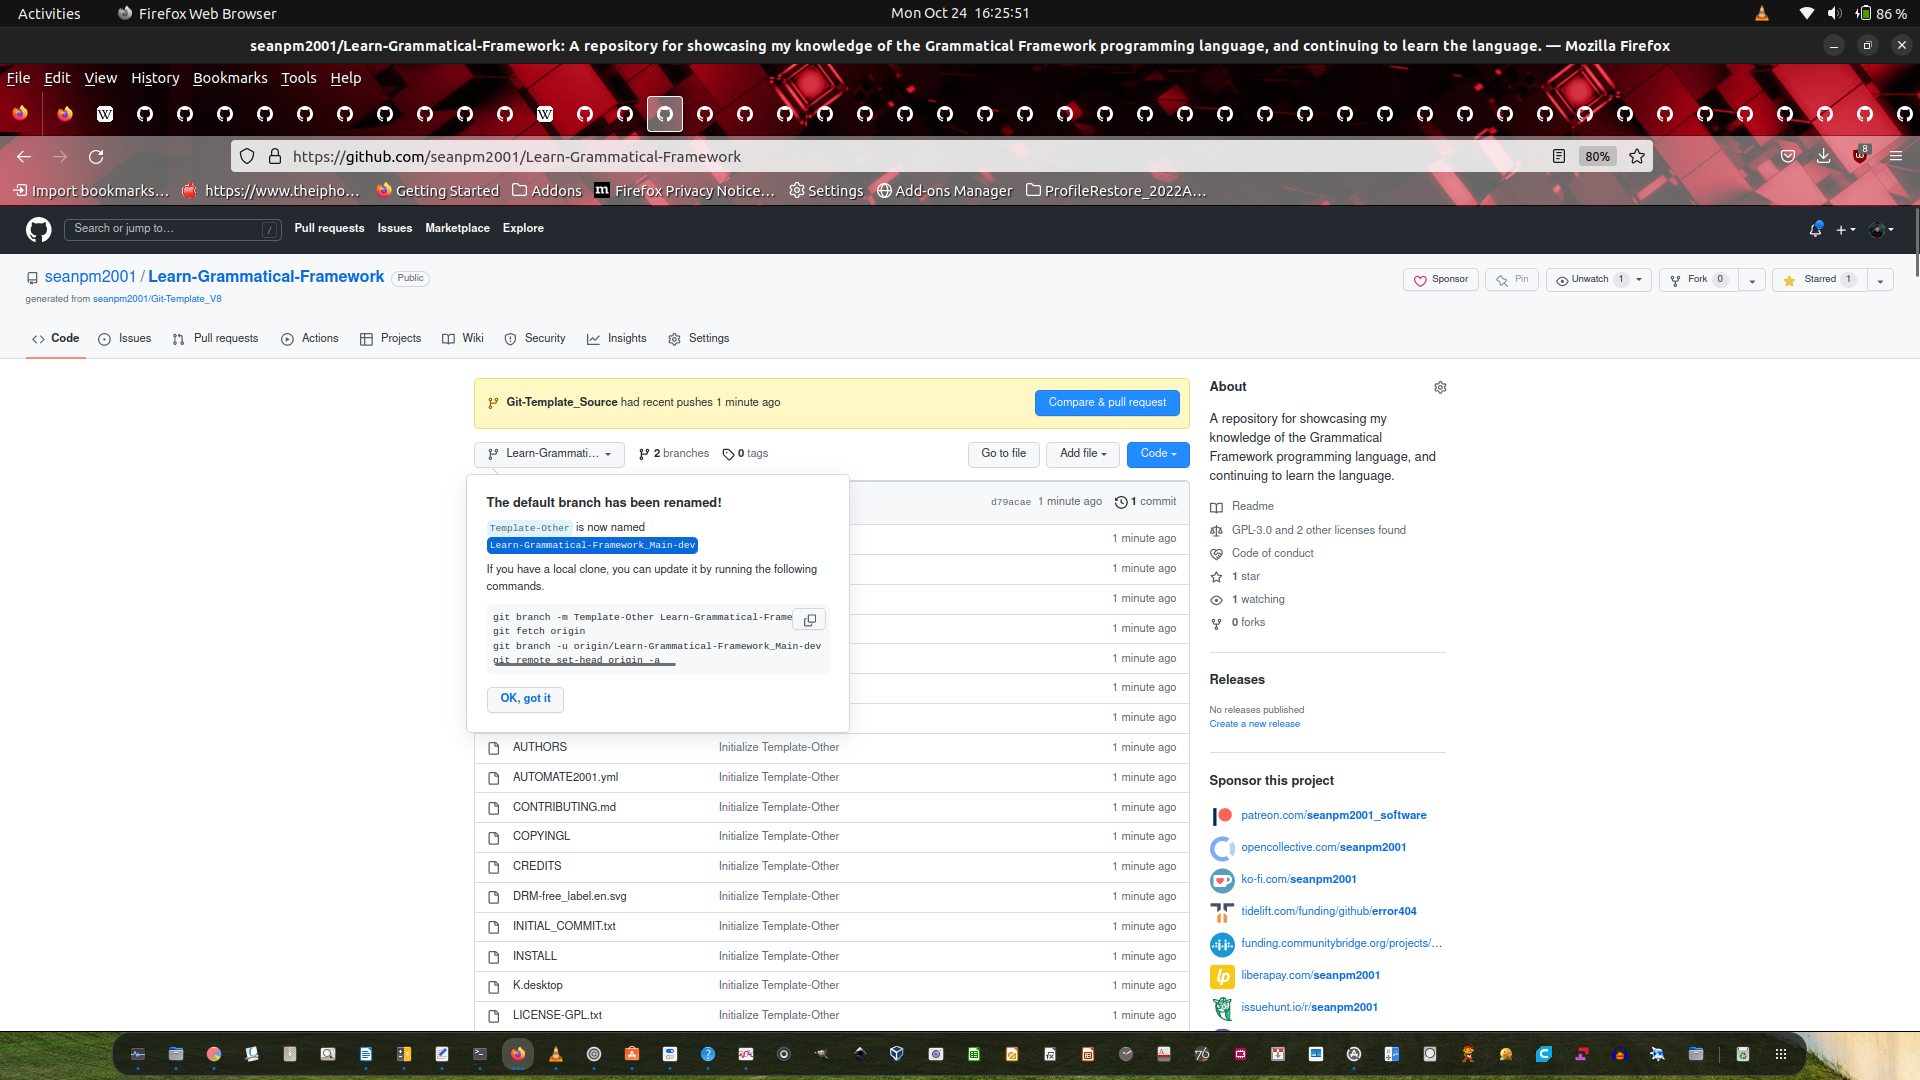 Activities
Firefox Web Browser
Mon Oct 24 16:25:51
86 %
seanpm2001/Learn-Grammatical-Framework: A repository for showcasing my knowledge of the Grammatical Framework programming language, and continuing to learn the language. — Mozilla Firefox
File Edit View History Bookmarks Tools Help
https://github.com/seanpm2001/Learn-Grammatical-Framework
80%
8
Import bookmarks…
https://www.theipho…
Getting Started
Addons
Firefox Privacy Notice…
Settings
Add-ons Manager
ProfileRestore_2022A…
Search or jump to…
/
Pull requests
Issues
Marketplace
Explore
seanpm2001 / Learn-Grammatical-Framework
Public
Sponsor
Pin
Unwatch 1
Fork 0
Starred 1
generated from seanpm2001/Git-Template_V8
Code
Issues
Pull requests
Actions
Projects
Wiki
Security
Insights
Settings
Git-Template_Source had recent pushes 1 minute ago
Compare & pull request
Learn-Grammati…
2 branches
0 tags
Go to file
Add file
Code
The default branch has been renamed!
Template-Other is now named
Learn-Grammatical-Framework_Main-dev
If you have a local clone, you can update it by running the following
commands.
git branch -m Template-Other Learn-Grammatical-Frame
git fetch origin
git branch -u origin/Learn-Grammatical-Framework_Main-dev
git remote set-head origin -a
OK, got it
d79acae 1 minute ago
1 commit
1 minute ago
1 minute ago
1 minute ago
1 minute ago
1 minute ago
1 minute ago
1 minute ago
AUTHORS Initialize Template-Other 1 minute ago
AUTOMATE2001.yml Initialize Template-Other 1 minute ago
CONTRIBUTING.md Initialize Template-Other 1 minute ago
COPYINGL Initialize Template-Other 1 minute ago
CREDITS Initialize Template-Other 1 minute ago
DRM-free_label.en.svg Initialize Template-Other 1 minute ago
INITIAL_COMMIT.txt Initialize Template-Other 1 minute ago
INSTALL Initialize Template-Other 1 minute ago
K.desktop Initialize Template-Other 1 minute ago
LICENSE-GPL.txt Initialize Template-Other 1 minute ago
About
A repository for showcasing my
knowledge of the Grammatical
Framework programming language, and
continuing to learn the language.
Readme
GPL-3.0 and 2 other licenses found
Code of conduct
1 star
1 watching
0 forks
Releases
No releases published
Create a new release
Sponsor this project
patreon.com/seanpm2001_software
opencollective.com/seanpm2001
ko-fi.com/seanpm2001
tidelift.com/funding/github/error404
funding.communitybridge.org/projects/…
liberapay.com/seanpm2001
issuehunt.io/r/seanpm2001